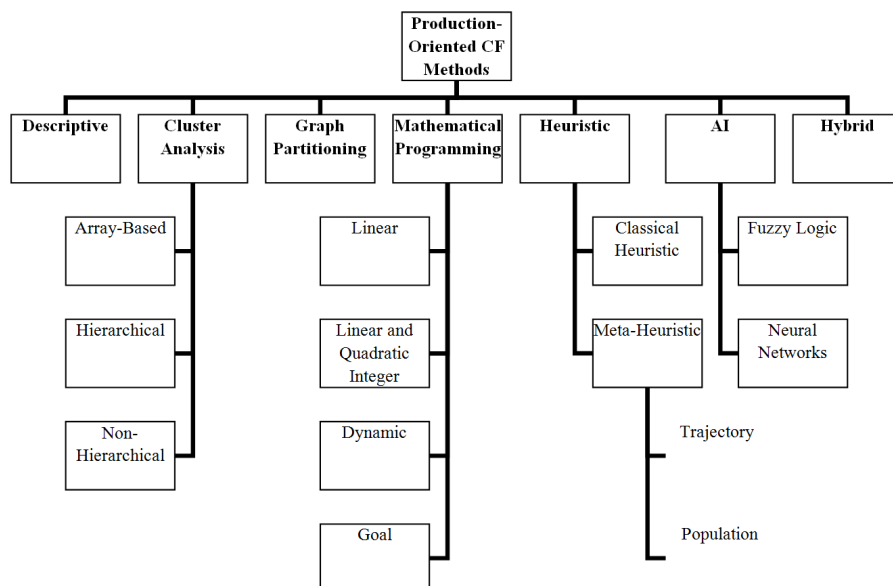 Production-
Oriented CF
Methods
Descriptive
Cluster
Analysis
Graph
Partitioning
Mathematical
Programming
Heuristic
AI
Hybrid
Array-Based
Linear
Classical
Heuristic
Fuzzy Logic
Hierarchical
Linear and
Quadratic
Integer
Meta-Heuristic
Neural
Networks
Non-
Hierarchical
Dynamic
Trajectory
Goal
Population